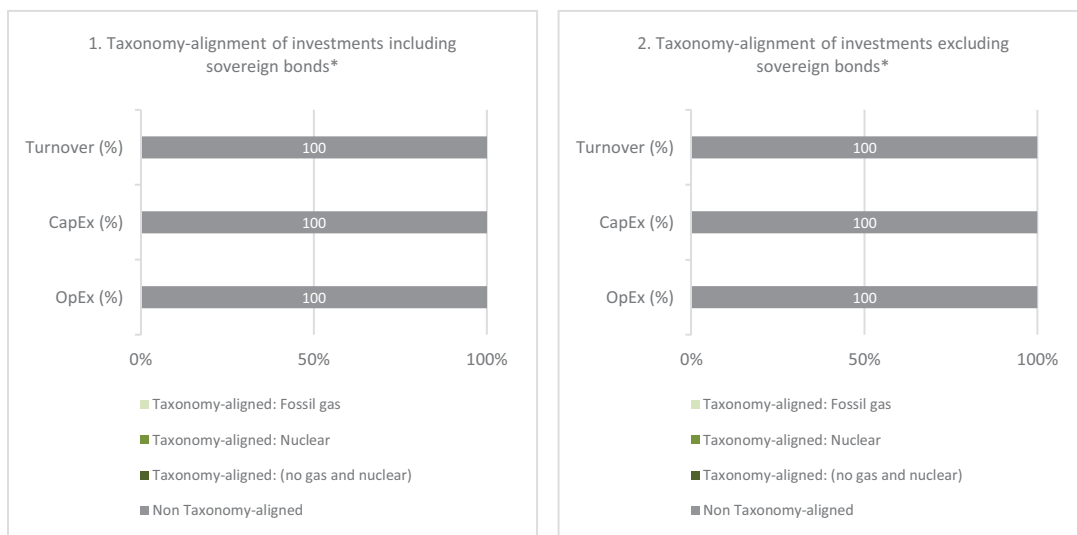 1. Taxonomy-alignment of investments including
sovereign bonds*
Turnover (%)
100
CapEx (%)
100
OpEx (%)
100
0%
50%
100%
Taxonomy-aligned: Fossil gas
Taxonomy-aligned: Nuclear
Taxonomy-aligned: (no gas and nuclear)
Non Taxonomy-aligned
2. Taxonomy-alignment of investments excluding
sovereign bonds*
Turnover (%)
100
CapEx (%)
100
OpEx (%)
100
0%
50%
100%
Taxonomy-aligned: Fossil gas
Taxonomy-aligned: Nuclear
Taxonomy-aligned: (no gas and nuclear)
Non Taxonomy-aligned